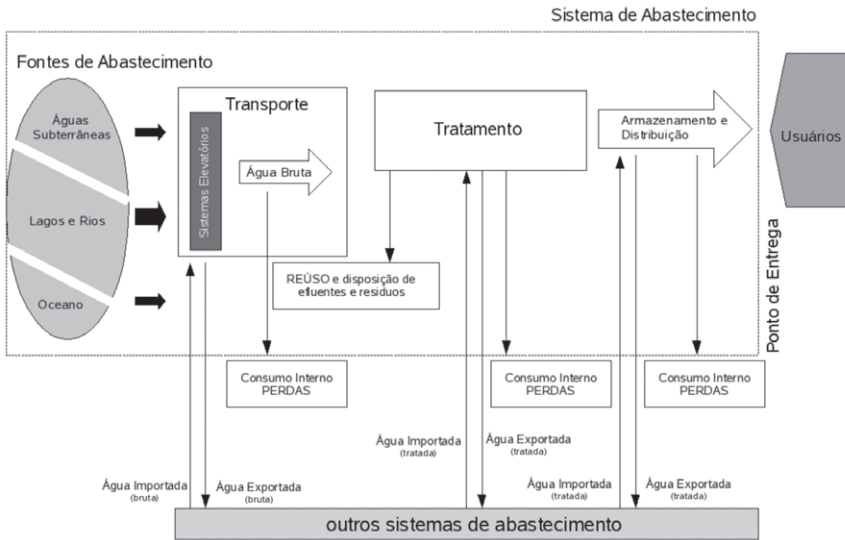 Sistema de Abastecimento
Fontes de Abastecimento
Águas
Subterrâneas
Lagos e Rios
Oceano
Transporte
Sistemas Elevatórios
Água Bruta
Tratamento
Armazenamento e
Distribuição
Usuários
Ponto de Entrega
REÚSO e disposição de
efluentes e residuos
Consumo Interno
PERDAS
Consumo Interno
PERDAS
Consumo Interno
PERDAS
Água Importada
(bruta)
Água Exportada
(bruta)
Água Importada
(tratada)
Água Exportada
(tratada)
Água Importada
(tratada)
Água Exportada
(tratada)
outros sistemas de abastecimento